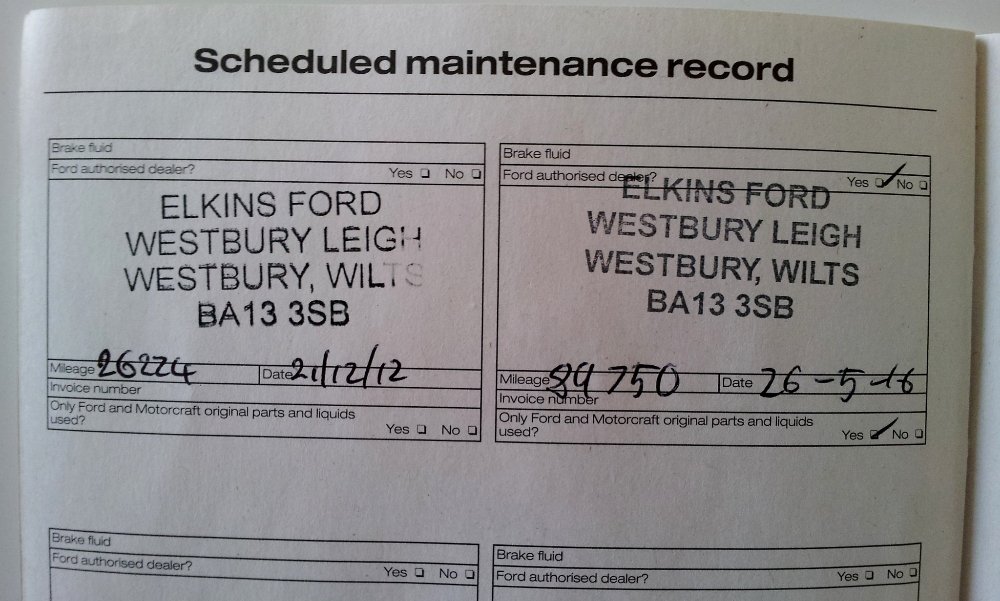 Scheduled maintenance record
Brake fluid
Ford authorised dealer? Yes No
ELKINS FORD
WESTBURY LEIGH
WESTBURY, WILTS
BA13 3SB
Mileage 26224 Date 21/12/12
Invoice number
Only Ford and Motorcraft original parts and liquids
used? Yes No
Brake fluid
Ford authorised dealer? Yes No
ELKINS FORD
WESTBURY LEIGH
WESTBURY, WILTS
BA13 3SB
Mileage 89 750 Date 26-5-16
Invoice number
Only Ford and Motorcraft original parts and liquids
used? Yes No
Brake fluid
Ford authorised dealer? Yes No
Brake fluid
Ford authorised dealer? Yes No